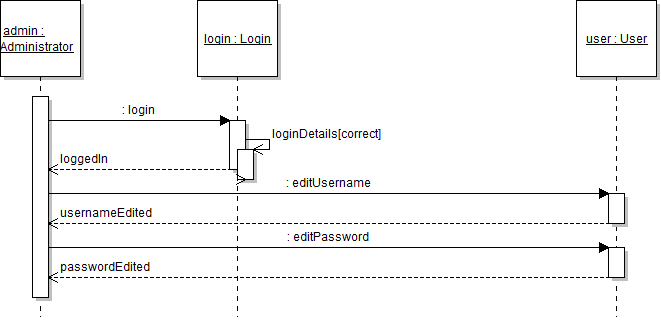 admin :
Administrator
login : Login
user : User
: login
loginDetails[correct]
loggedIn
: editUsername
usernameEdited
: editPassword
passwordEdited